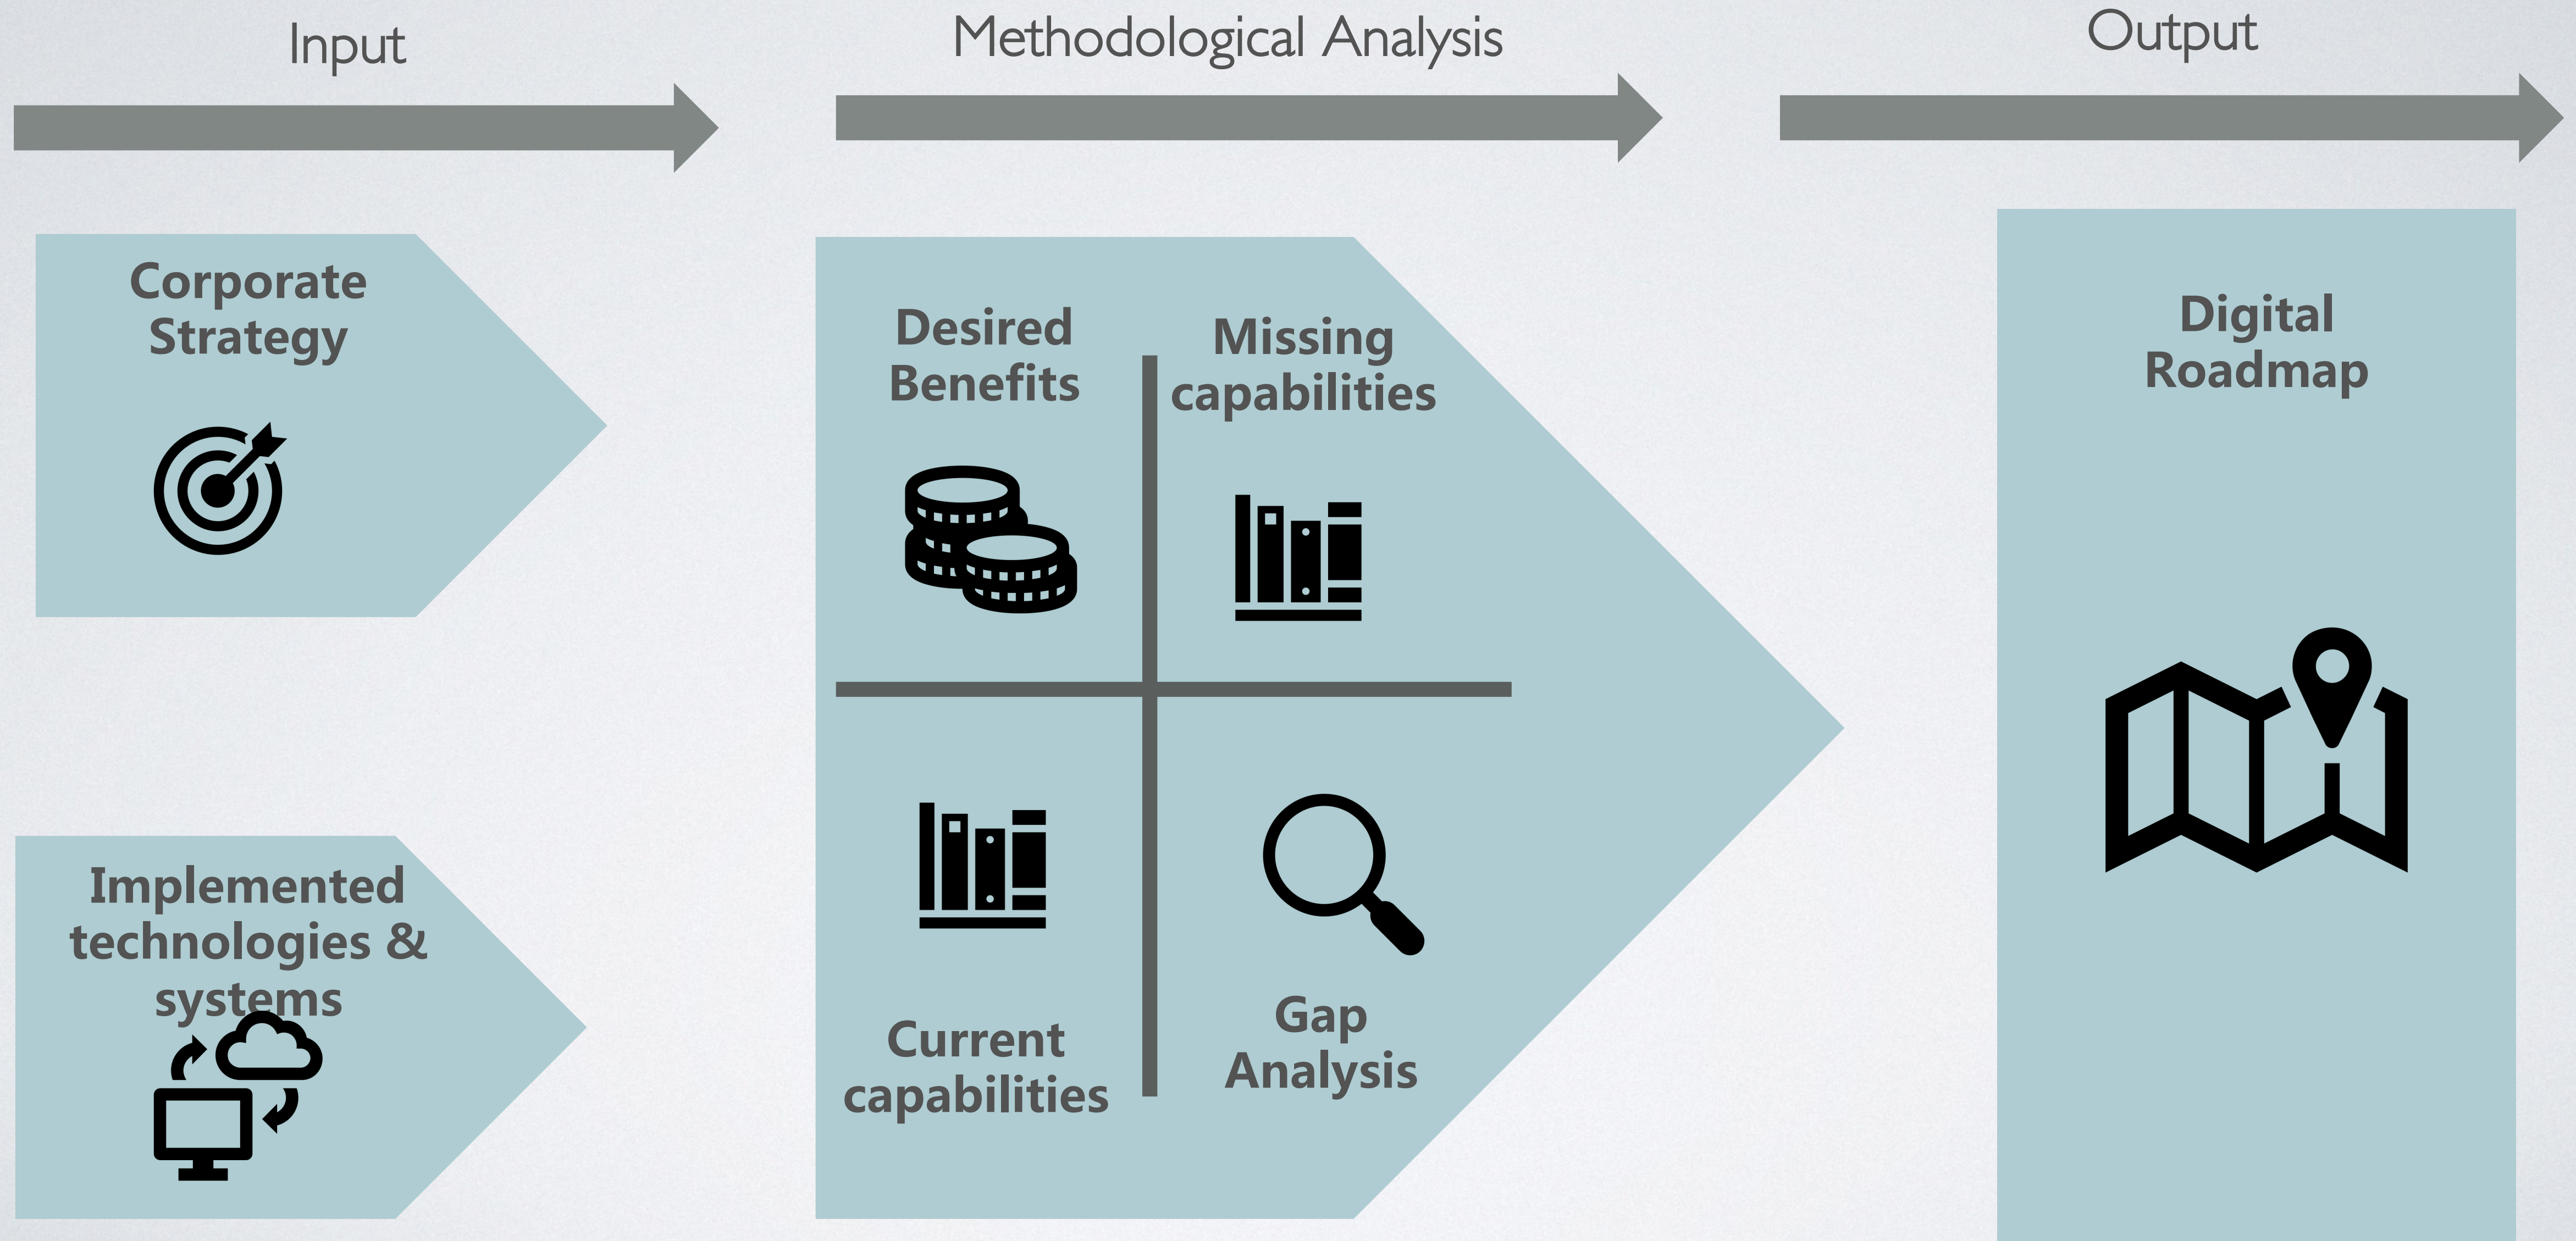 Input
Methodological Analysis
Output
Corporate
Strategy
Implemented
technologies &
systems
Desired
Benefits
Missing
capabilities
Current
capabilities
Gap
Analysis
Digital
Roadmap